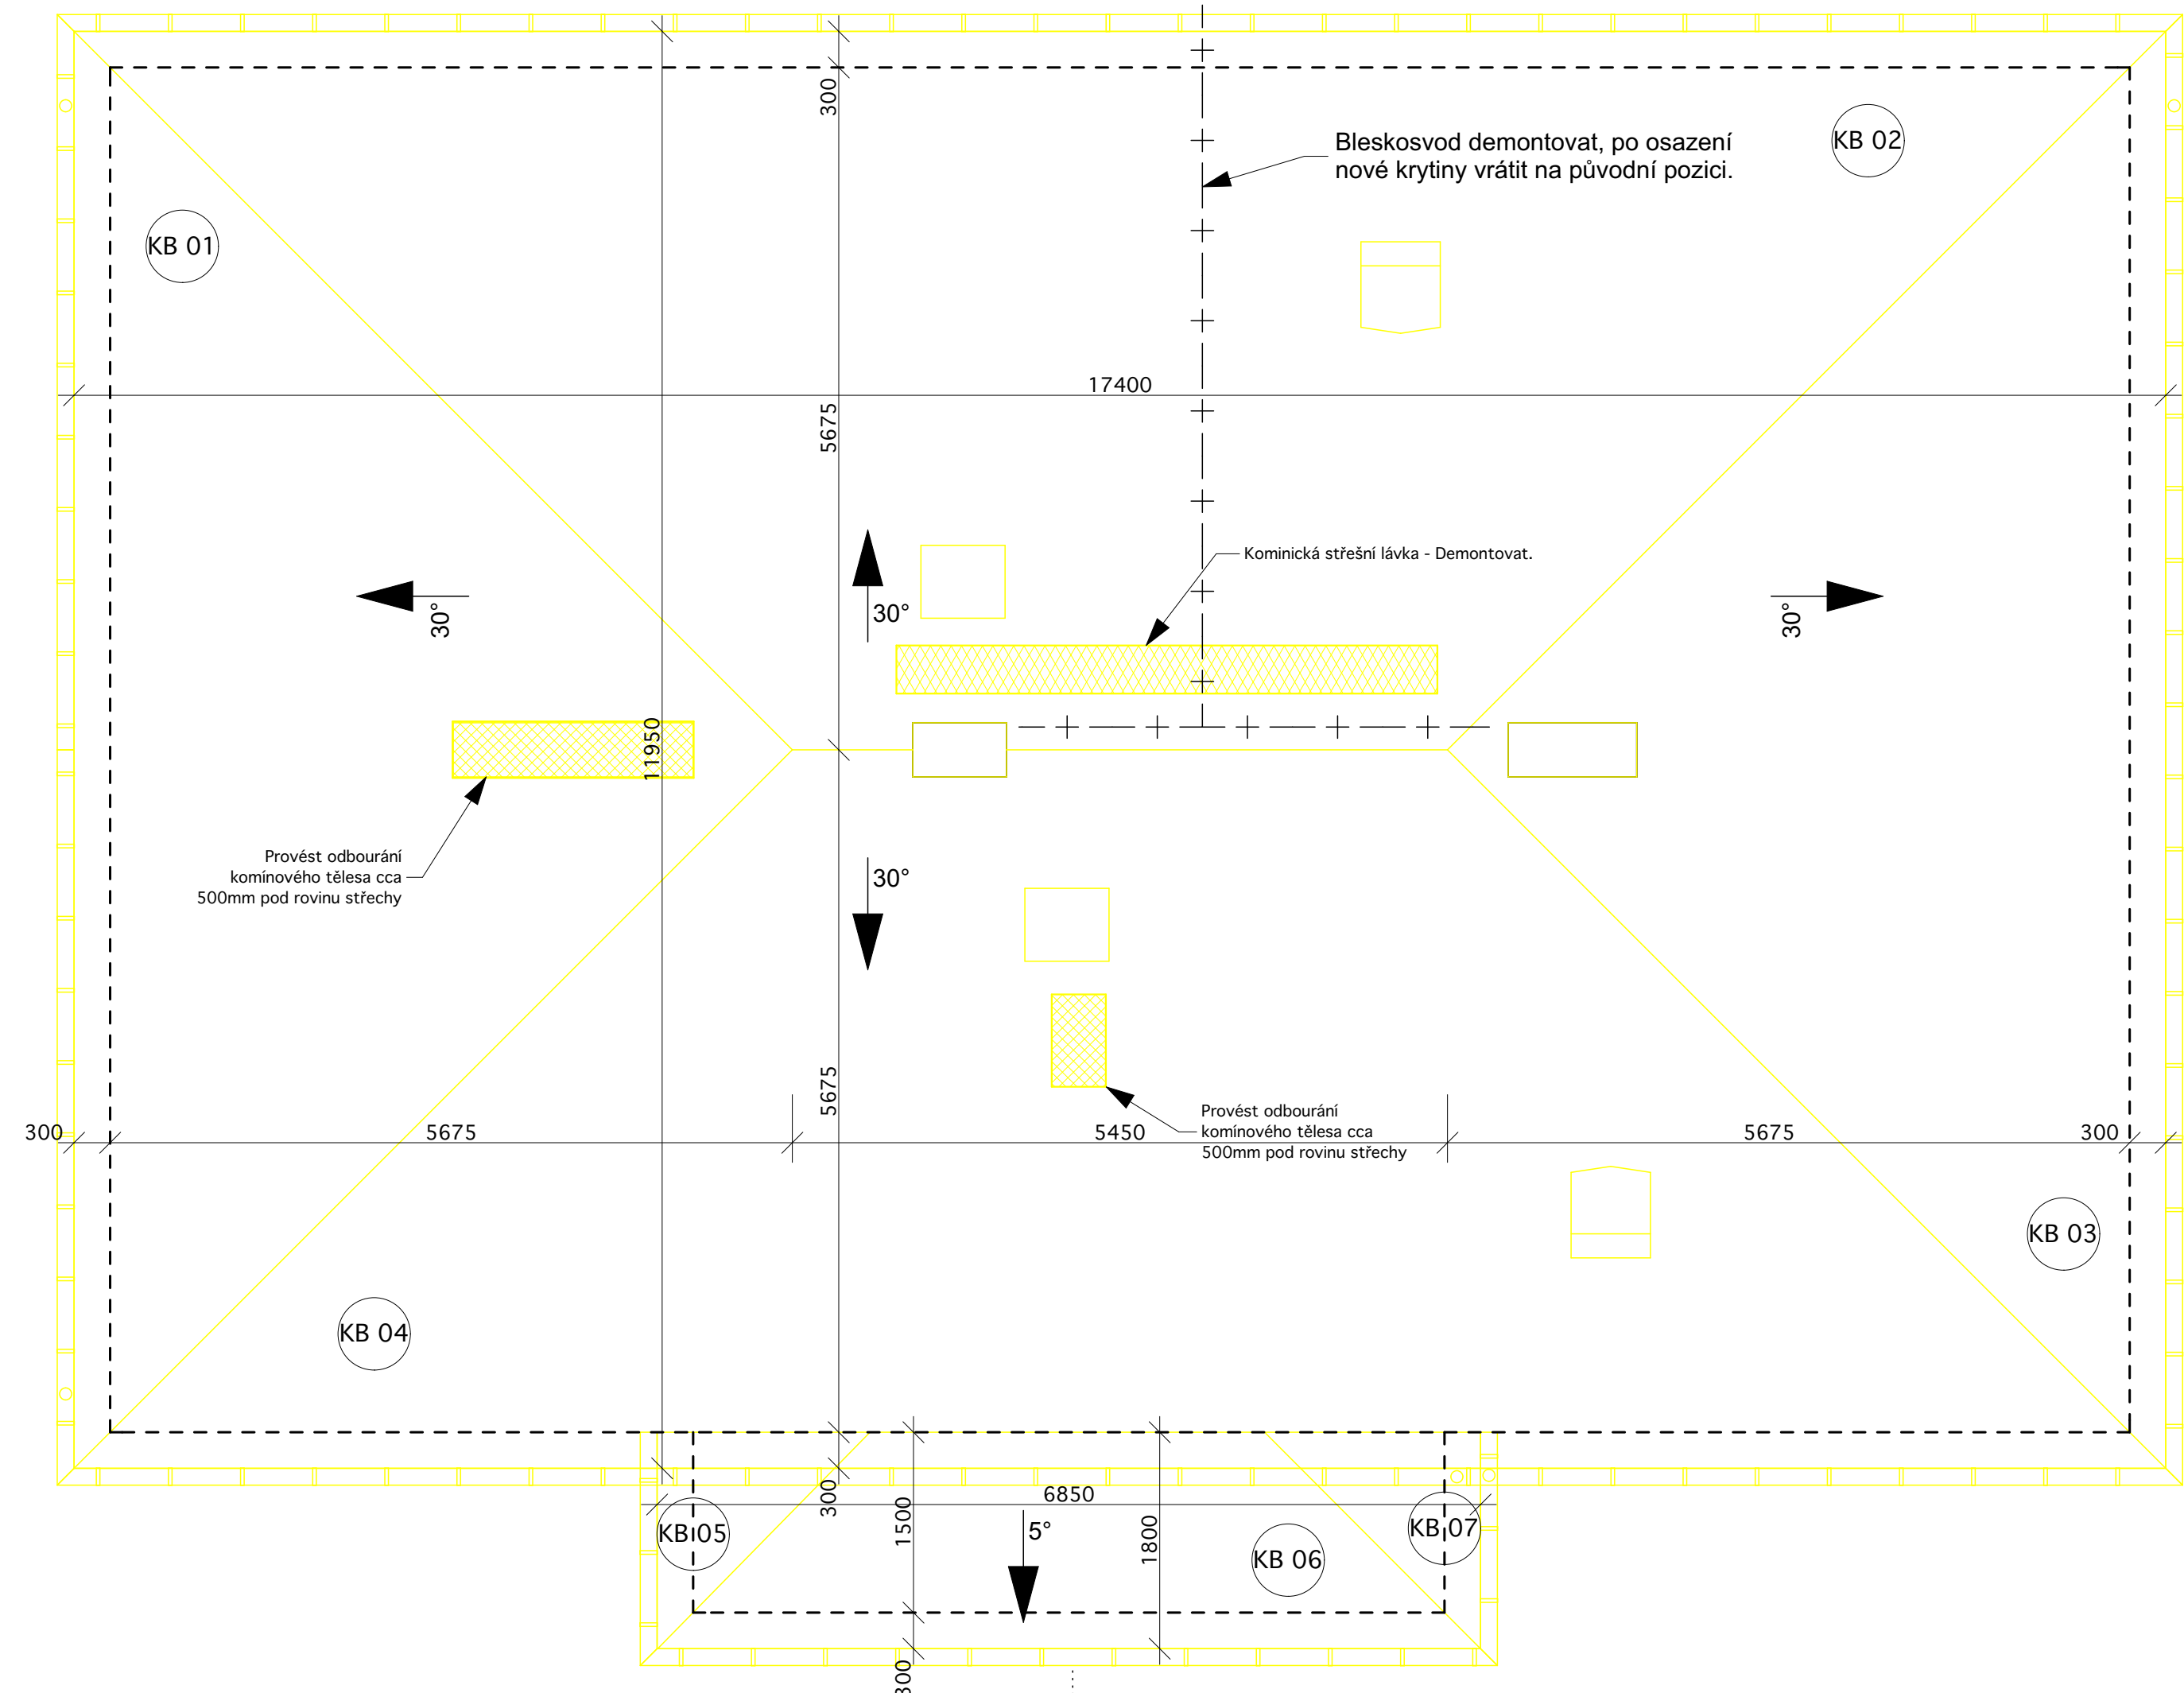 300
Bleskosvod demontovat, po osazení
nové krytiny vrátit na původní pozici.
KB 02
KB 01
17400
5675
Kominická střešní lávka - Demontovat.
30°
30°
30°
11950
Provést odbourání
komínového tělesa cca
500mm pod rovinu střechy
30°
5675
Provést odbourání
komínového tělesa cca
500mm pod rovinu střechy
300
5675
5450
5675
300
KB 03
KB 04
300
1500
6850
1800
5°
KB 05
KB 06
KB 07
300